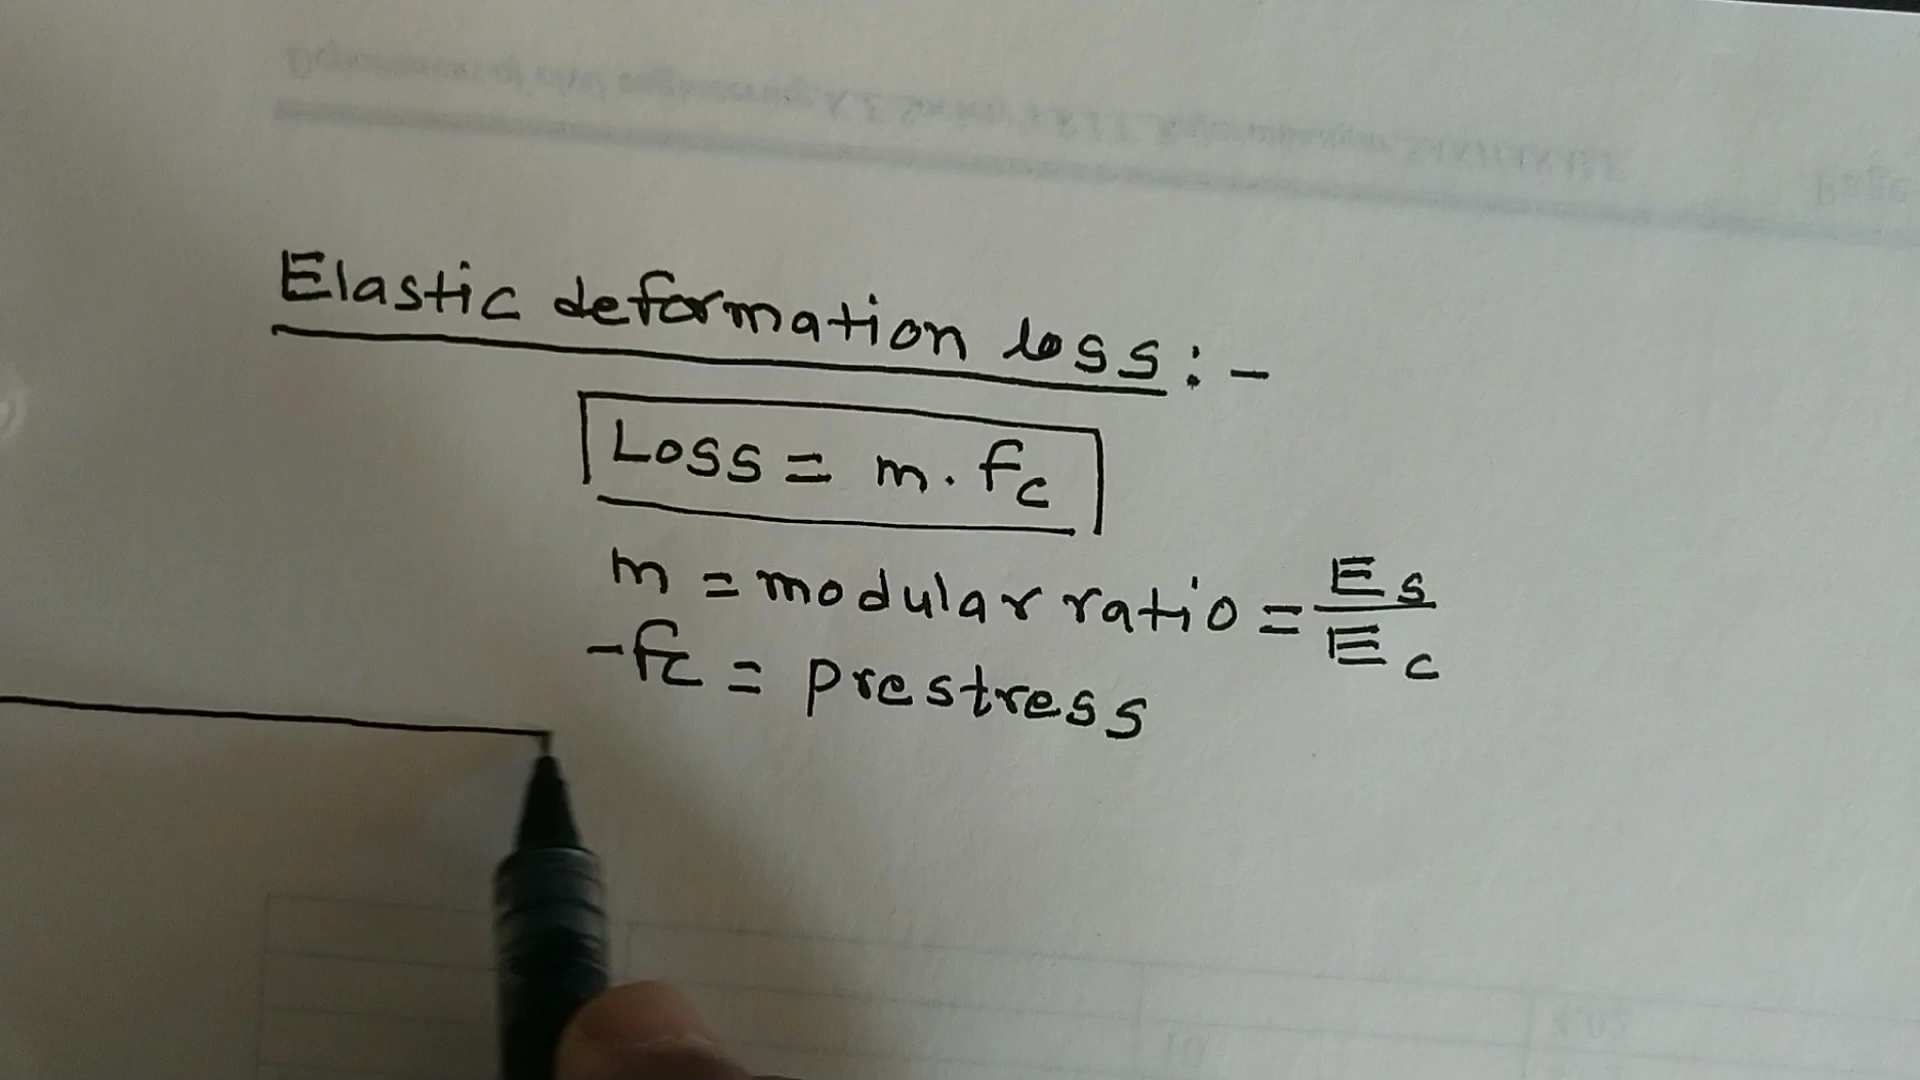 Elastic deformation loss :-
Loss = m. fc
m = modular ratio = Es/Ec
-fc = prestress